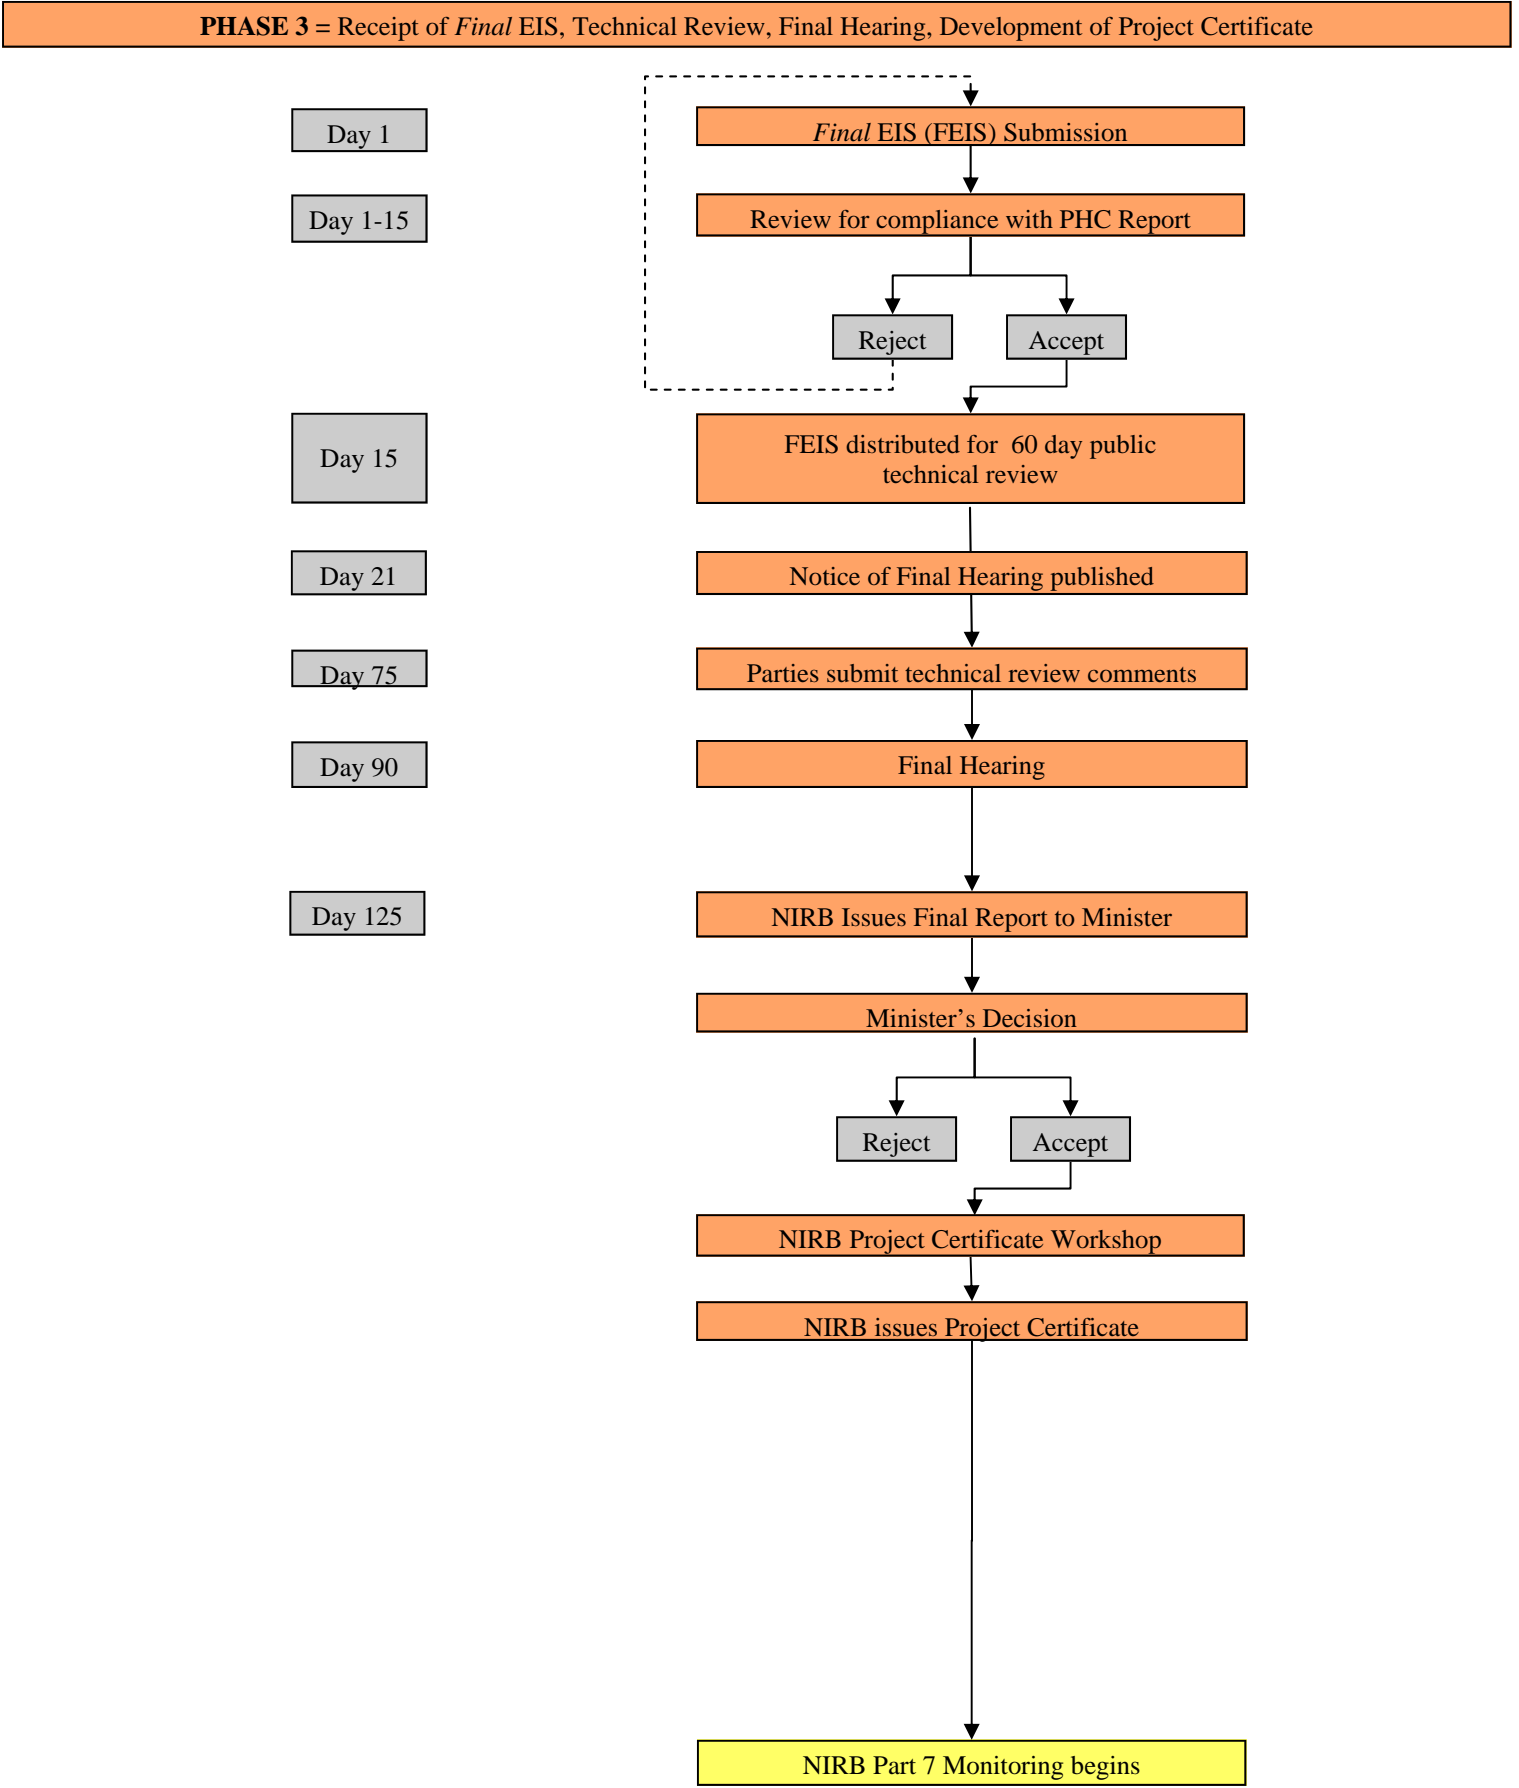 PHASE 3 = Receipt of Final EIS, Technical Review, Final Hearing, Development of Project Certificate
Day 1
Final EIS (FEIS) Submission
Day 1-15
Review for compliance with PHC Report
Reject
Accept
Day 15
FEIS distributed for 60 day public
technical review
Day 21
Notice of Final Hearing published
Day 75
Parties submit technical review comments
Day 90
Final Hearing
Day 125
NIRB Issues Final Report to Minister
Minister’s Decision
Reject
Accept
NIRB Project Certificate Workshop
NIRB issues Project Certificate
NIRB Part 7 Monitoring begins